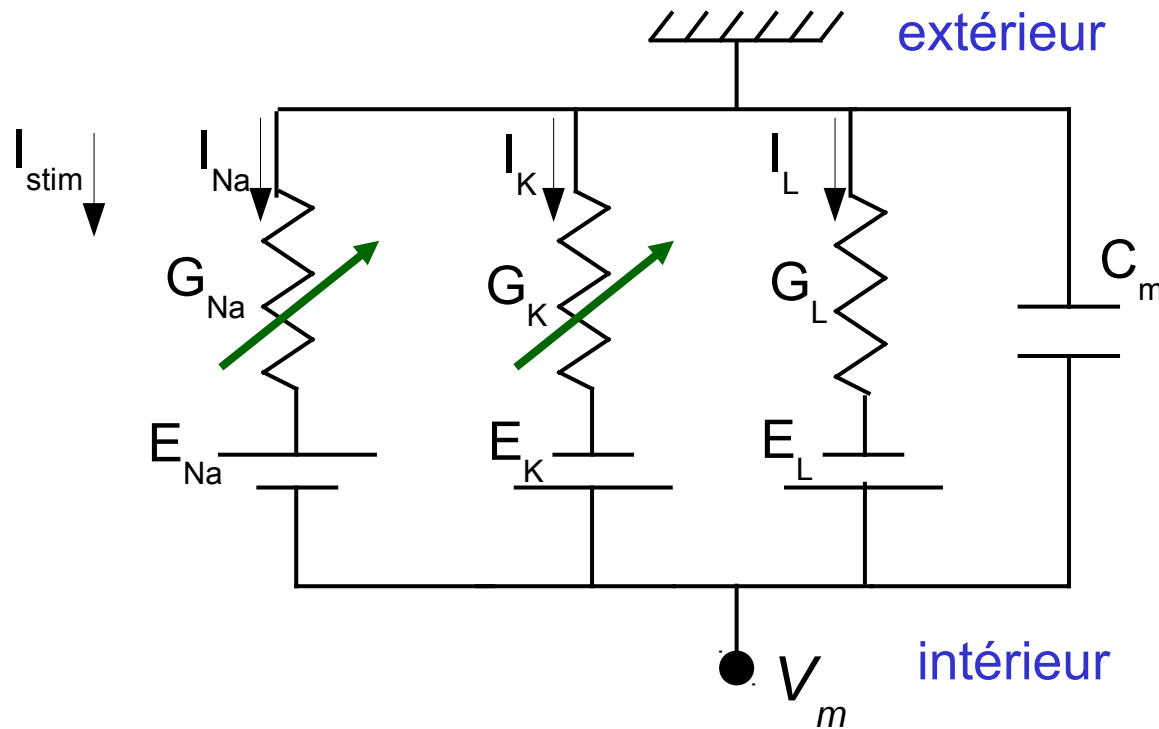 extérieur
I_stim I_Na I_K I_L
G_Na G_K G_L C_m
E_Na E_K E_L
intérieur
V_m